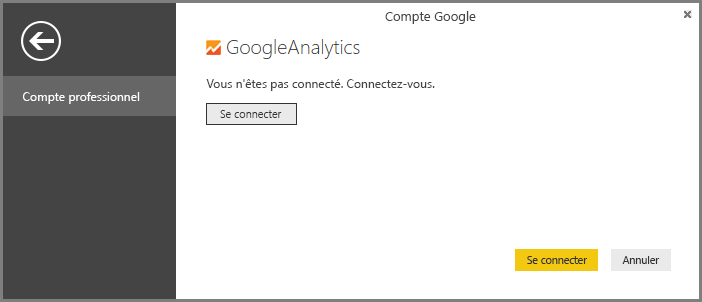 Compte Google
GoogleAnalytics
Compte professionnel
Vous n'êtes pas connecté. Connectez-vous.
Se connecter
Se connecter
Annuler